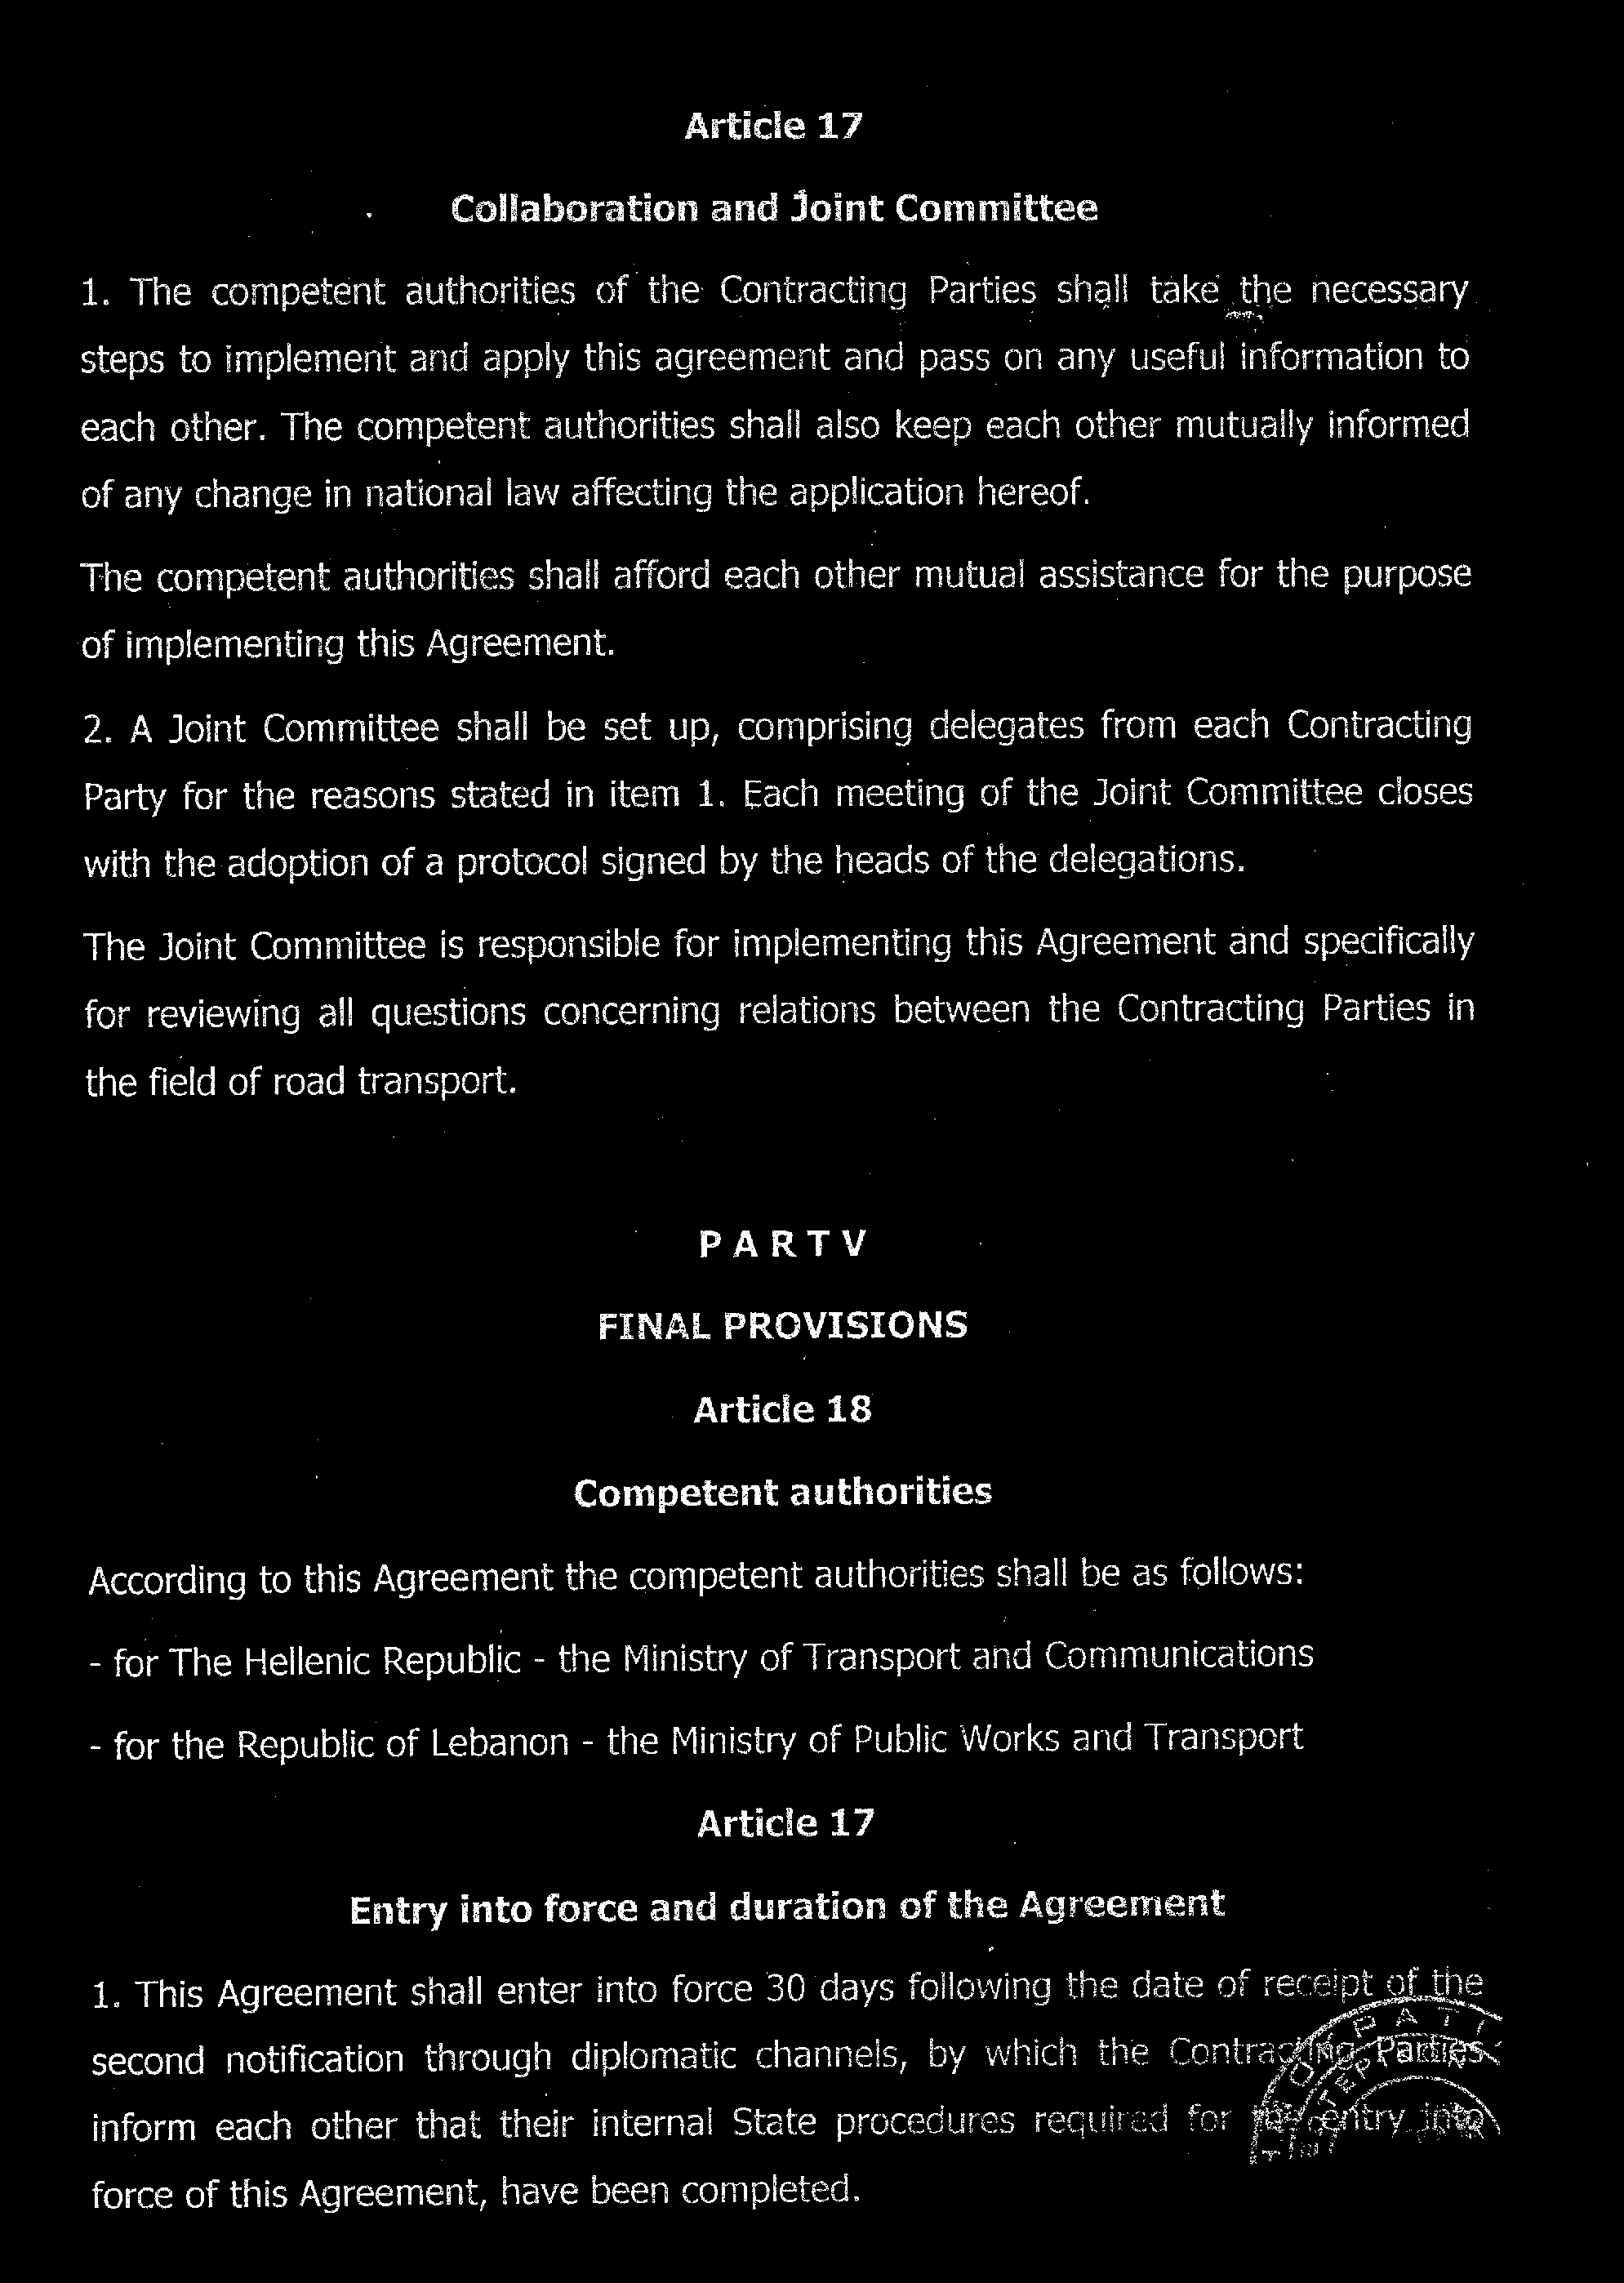 Article 17
Collaboration and Joint Committee
1. The competent authorities of the Contracting Parties shall take the necessary
steps to implement and apply this agreement and pass on any useful information to
each other. The competent authorities shall also keep each other mutually informed
of any change in national law affecting the application hereof.
The competent authorities shall afford each other mutual assistance for the purpose
of implementing this Agreement.
2. A Joint Committee shall be set up, comprising delegates from each Contracting
Party for the reasons stated in item 1. Each meeting of the Joint Committee closes
with the adoption of a protocol signed by the heads of the delegations.
The Joint Committee is responsible for implementing this Agreement and specifically
for reviewing all questions concerning relations between the Contracting Parties in
the field of road transport.
P A R T V
FINAL PROVISIONS
Article 18
Competent authorities
According to this Agreement the competent authorities shall be as follows:
- for The Hellenic Republic - the Ministry of Transport and Communications
- for the Republic of Lebanon - the Ministry of Public Works and Transport
Article 17
Entry into force and duration of the Agreement
1. This Agreement shall enter into force 30 days following the date of receipt of the
second notification through diplomatic channels, by which the Contracting Parties
inform each other that their internal State procedures required for the entry into
force of this Agreement, have been completed.